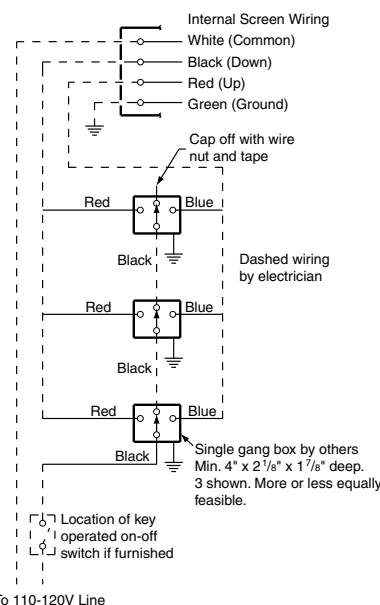 Internal Screen Wiring
White (Common)
Black (Down)
Red (Up)
Green (Ground)
Cap off with wire
nut and tape
Red
Blue
Black
Dashed wiring
by electrician
Red
Blue
Black
Red
Blue
Black
Single gang box by others
Min. 4" x 2 1/8" x 1 7/8" deep.
3 shown. More or less equally
feasible.
Location of key
operated on-off
switch if furnished
To 110-120V Line